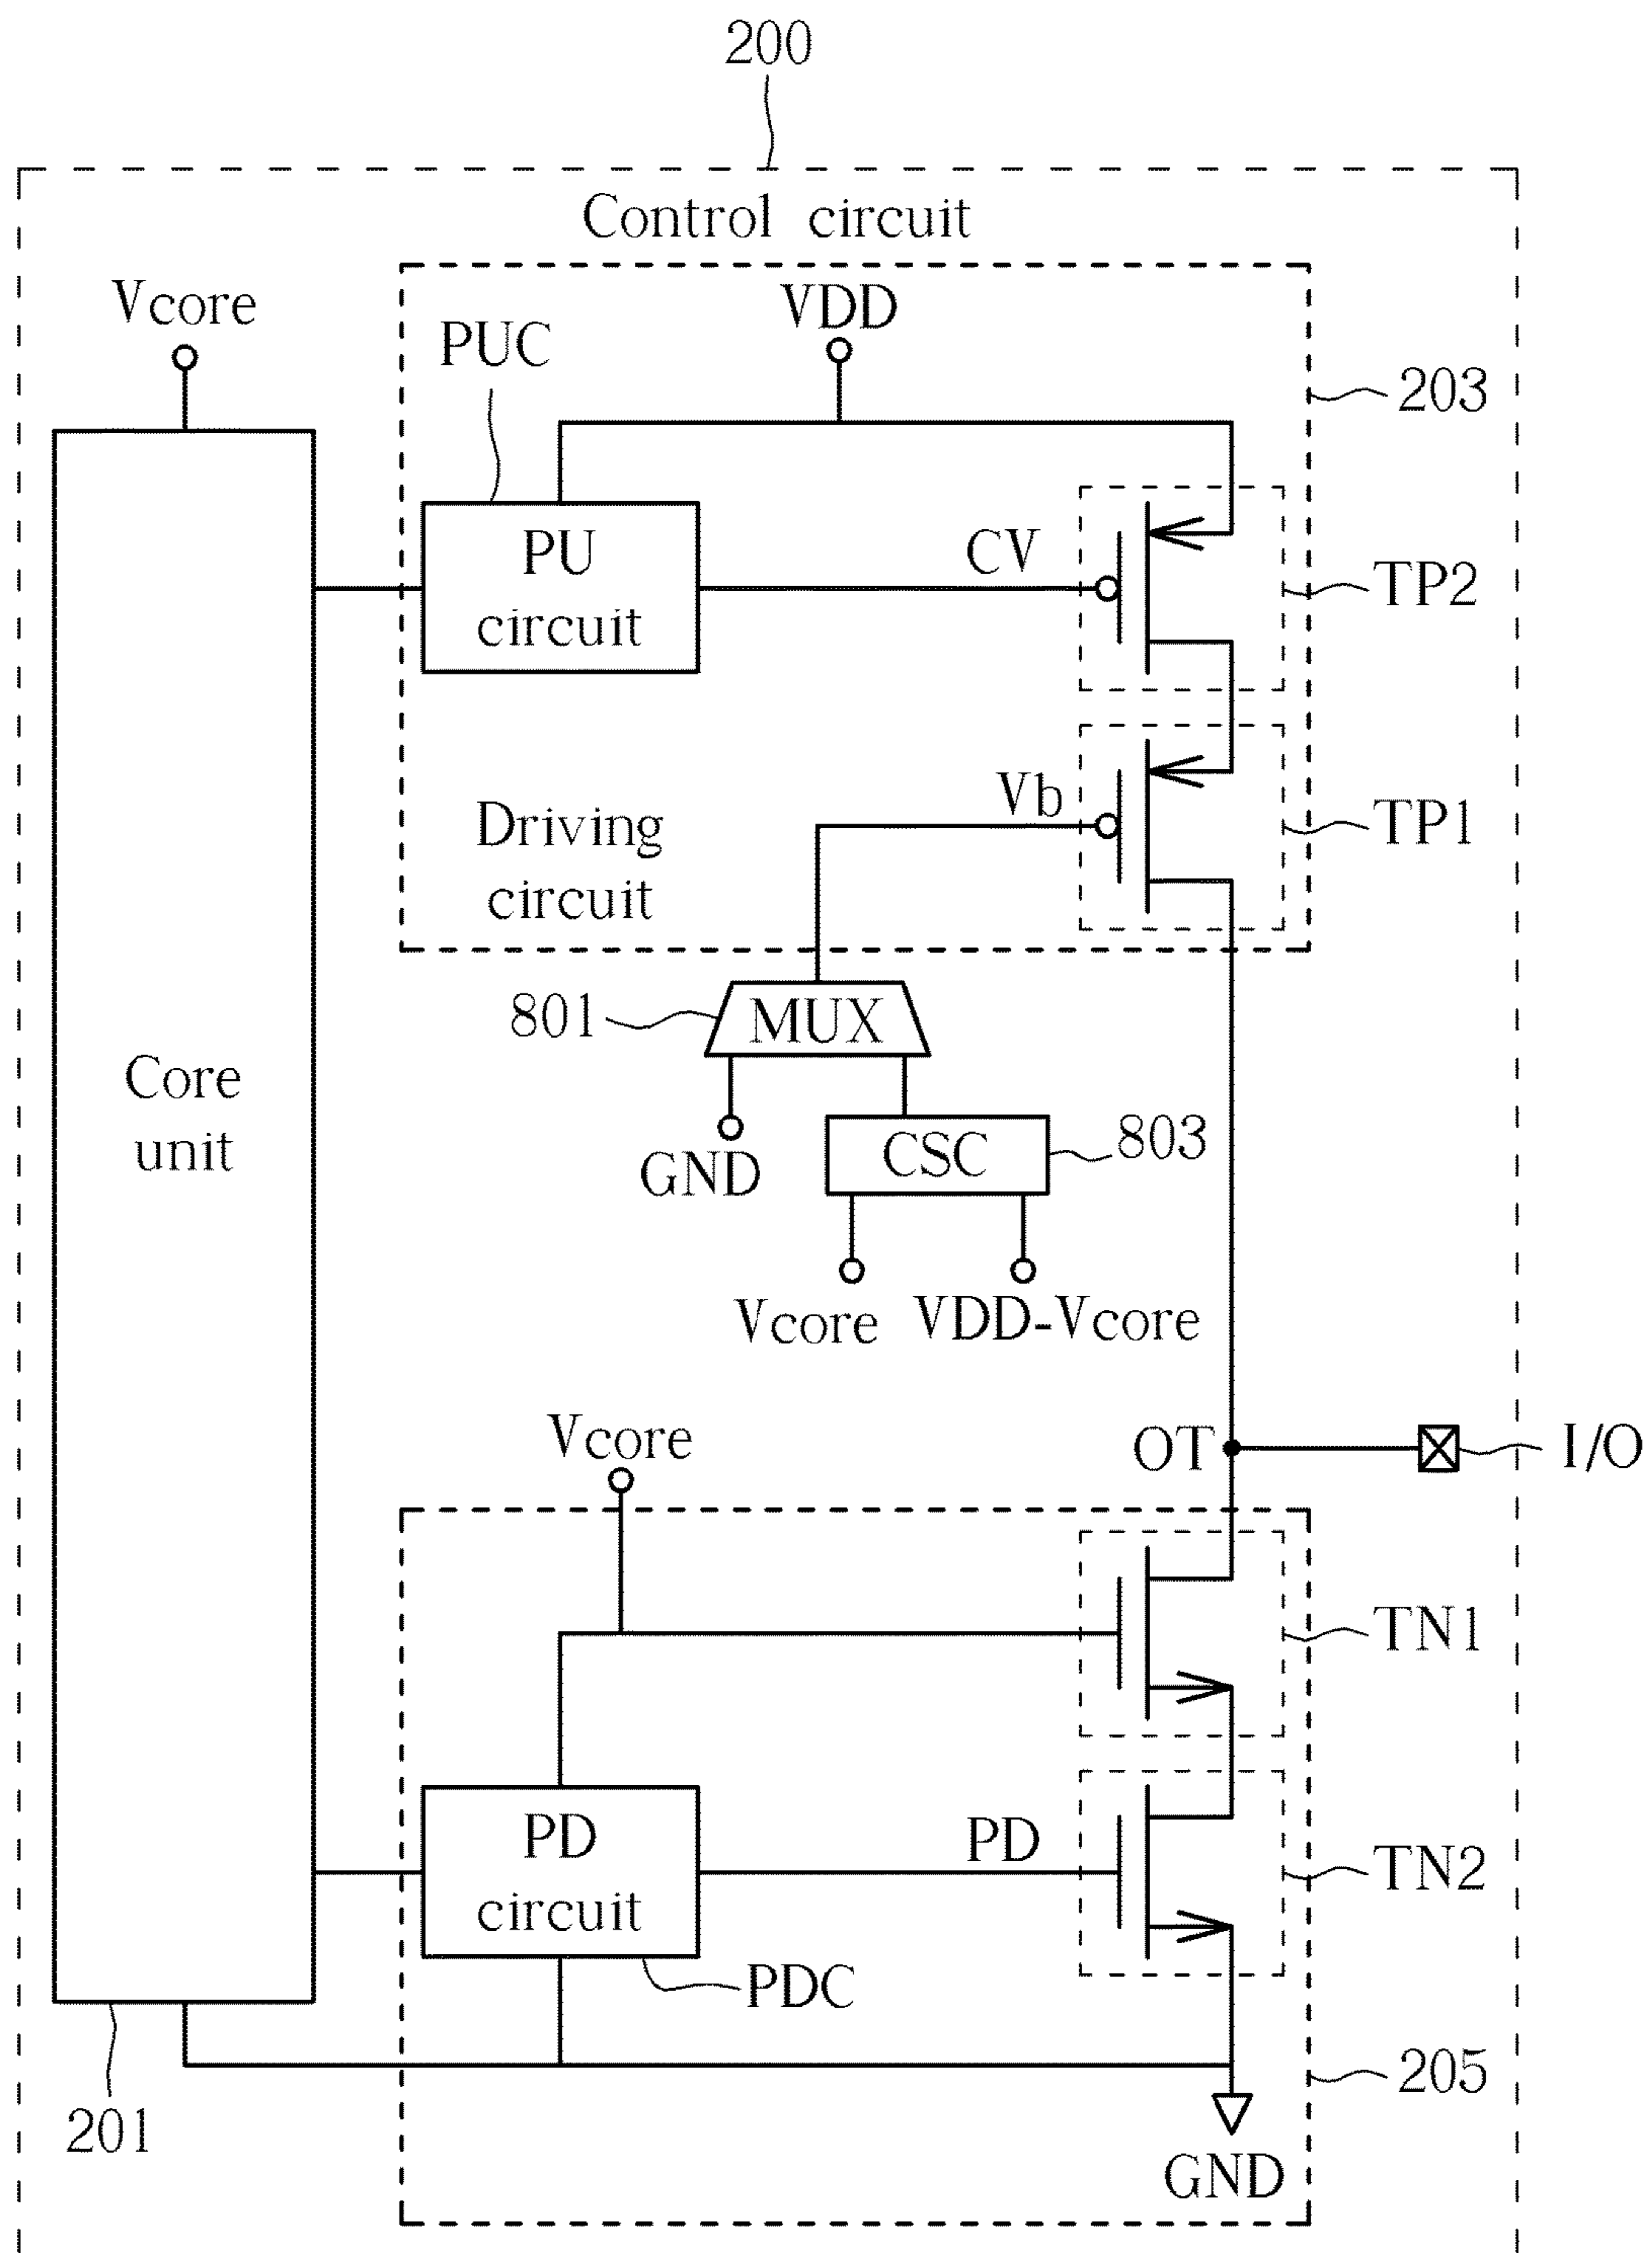 200
Control circuit
Vcore
VDD
PUC
203
PU
circuit
CV
TP2
Vb
TP1
Driving
circuit
801
MUX
Core
unit
GND
CSC
803
Vcore
VDD-Vcore
Vcore
OT
I/O
TN1
PD
circuit
PD
TN2
PDC
205
201
GND